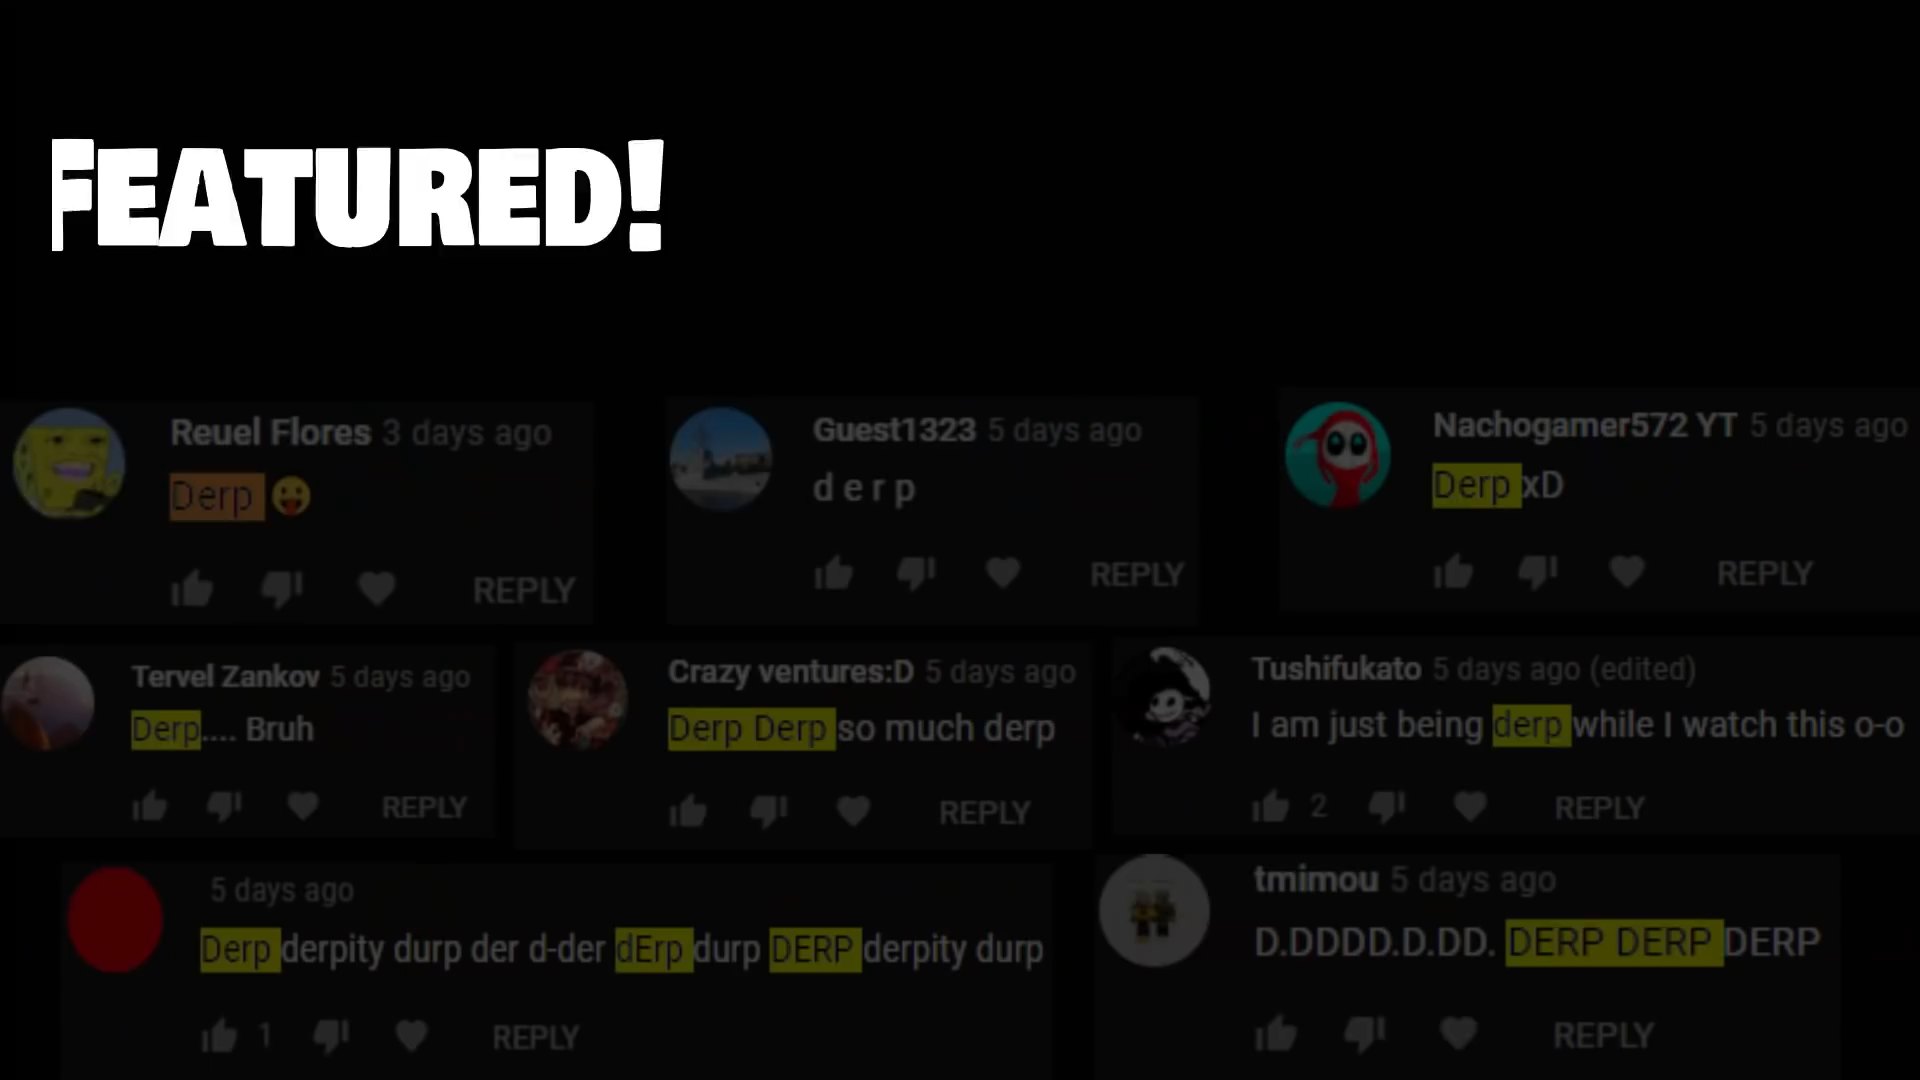 FEATURED!
Reuel Flores 3 days ago
Derp 😛
REPLY
Guest1323 5 days ago
d e r p
REPLY
Nachogamer572 YT 5 days ago
Derp xD
REPLY
Tervel Zankov 5 days ago
Derp.... Bruh
REPLY
Crazy ventures:D 5 days ago
Derp Derp so much derp
REPLY
Tushifukato 5 days ago (edited)
I am just being derp while I watch this o-o
2 REPLY
5 days ago
Derp derpity durp der d-der dErp durp DERP derpity durp
1 REPLY
tmimou 5 days ago
D.DDDD.D.DD. DERP DERP DERP
REPLY